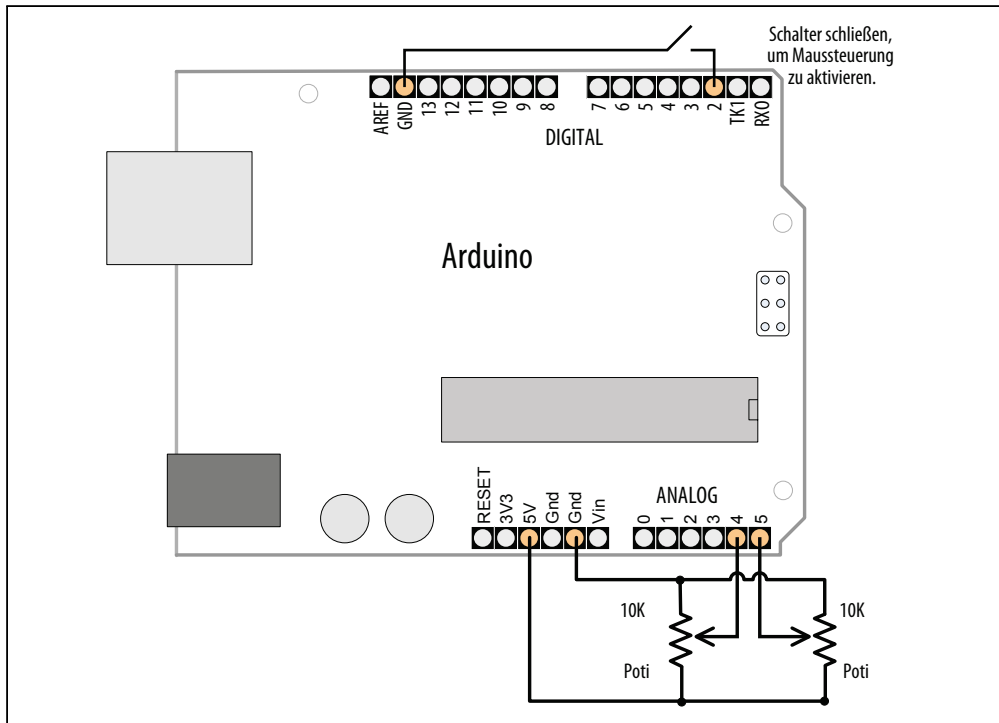 Schalter schließen,
um Maussteuerung
zu aktivieren.
AREF
GND
13
12
11
10
9
8
7
6
5
4
3
2
TK1
RX0
DIGITAL
Arduino
ANALOG
RESET
3V3
5V
Gnd
Gnd
Vin
0
1
2
3
4
5
10K
10K
Poti
Poti